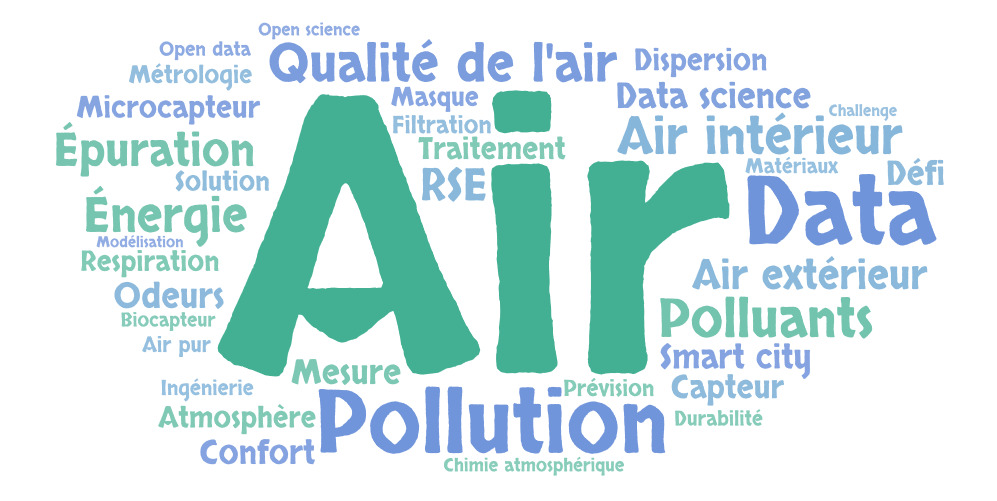 Open science
Open data
Qualité de l'air
Dispersion
Métrologie
Microcapteur
Masque
Data science
Challenge
Filtration
Air intérieur
Épuration
Traitement
Matériaux
Défi
Solution
RSE
Air
Data
Énergie
Modélisation
Respiration
Air extérieur
Odeurs
Biocapteur
Polluants
Air pur
Smart city
Mesure
Ingénierie
Prévision
Capteur
Atmosphère
Pollution
Durabilité
Confort
Chimie atmosphérique